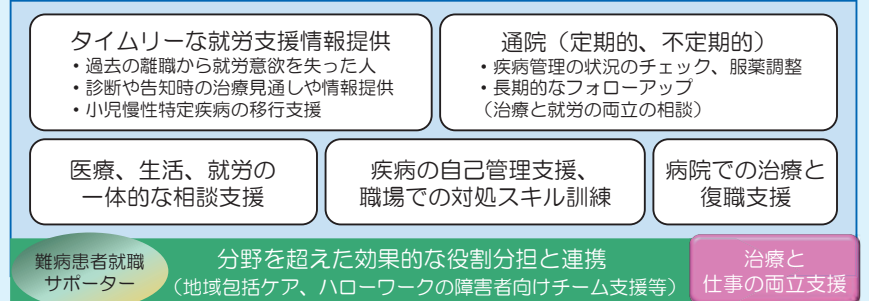 タイムリーな就労支援情報提供
・過去の離職から就労意欲を失った人
・診断や告知時の治療見通しや情報提供
・小児慢性特定疾病の移行支援
通院（定期的、不定期的）
・疾病管理の状況のチェック、服薬調整
・長期的なフォローアップ
（治療と就労の両立の相談）
医療、生活、就労の
一体的な相談支援
疾病の自己管理支援、
職場での対処スキル訓練
病院での治療と
復職支援
難病患者就職
サポーター
分野を超えた効果的な役割分担と連携
（地域包括ケア、ハローワークの障害者向けチーム支援等）
治療と
仕事の両立支援